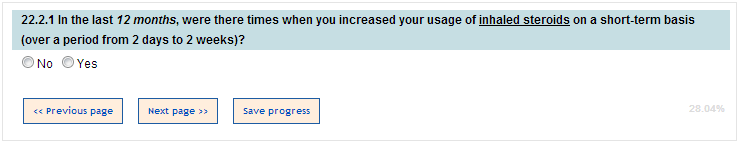 22.2.1 In the last 12 months, were there times when you increased your usage of inhaled steroids on a short-term basis
(over a period from 2 days to 2 weeks)?
No Yes
<< Previous page Next page >> Save progress 28.04%